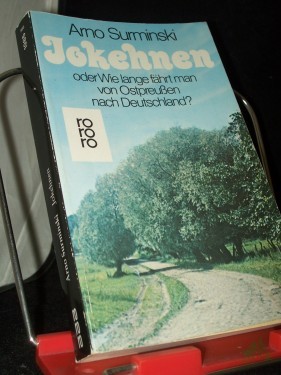 Arno Surminski
Jokehnen
oder Wie lange fährt man
von Ostpreußen
nach Deutschland?
ro
ro
ro
Arno Surminski Jokehnen